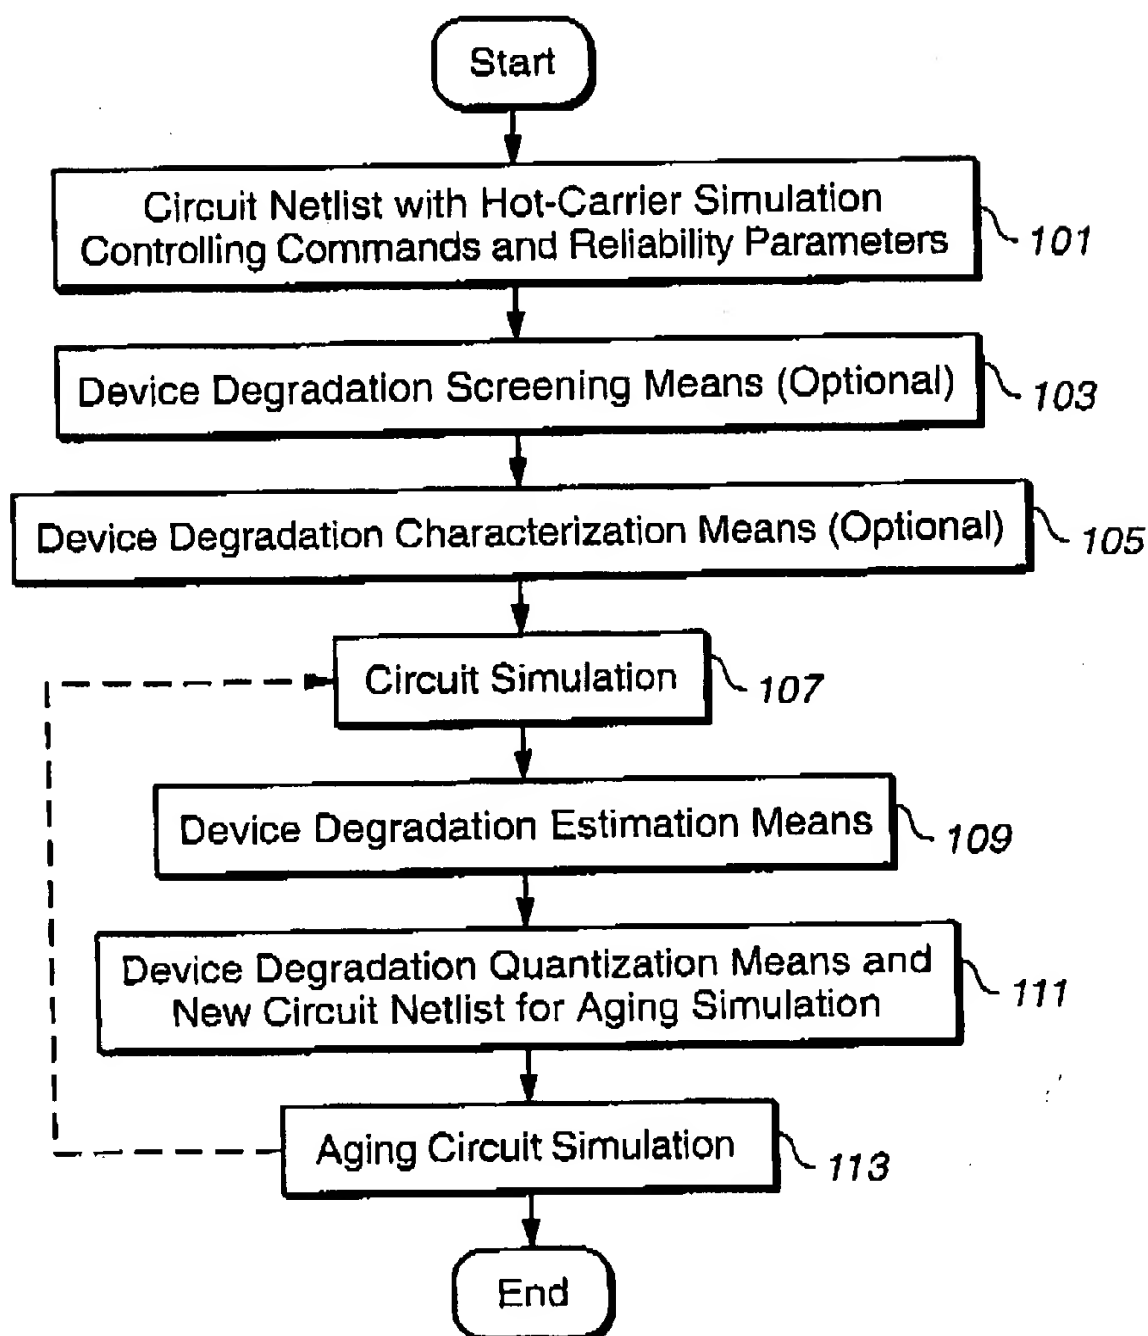 Start
Circuit Netlist with Hot-Carrier Simulation
Controlling Commands and Reliability Parameters
101
Device Degradation Screening Means (Optional)
103
Device Degradation Characterization Means (Optional)
105
Circuit Simulation
107
Device Degradation Estimation Means
109
Device Degradation Quantization Means and
New Circuit Netlist for Aging Simulation
111
Aging Circuit Simulation
113
End